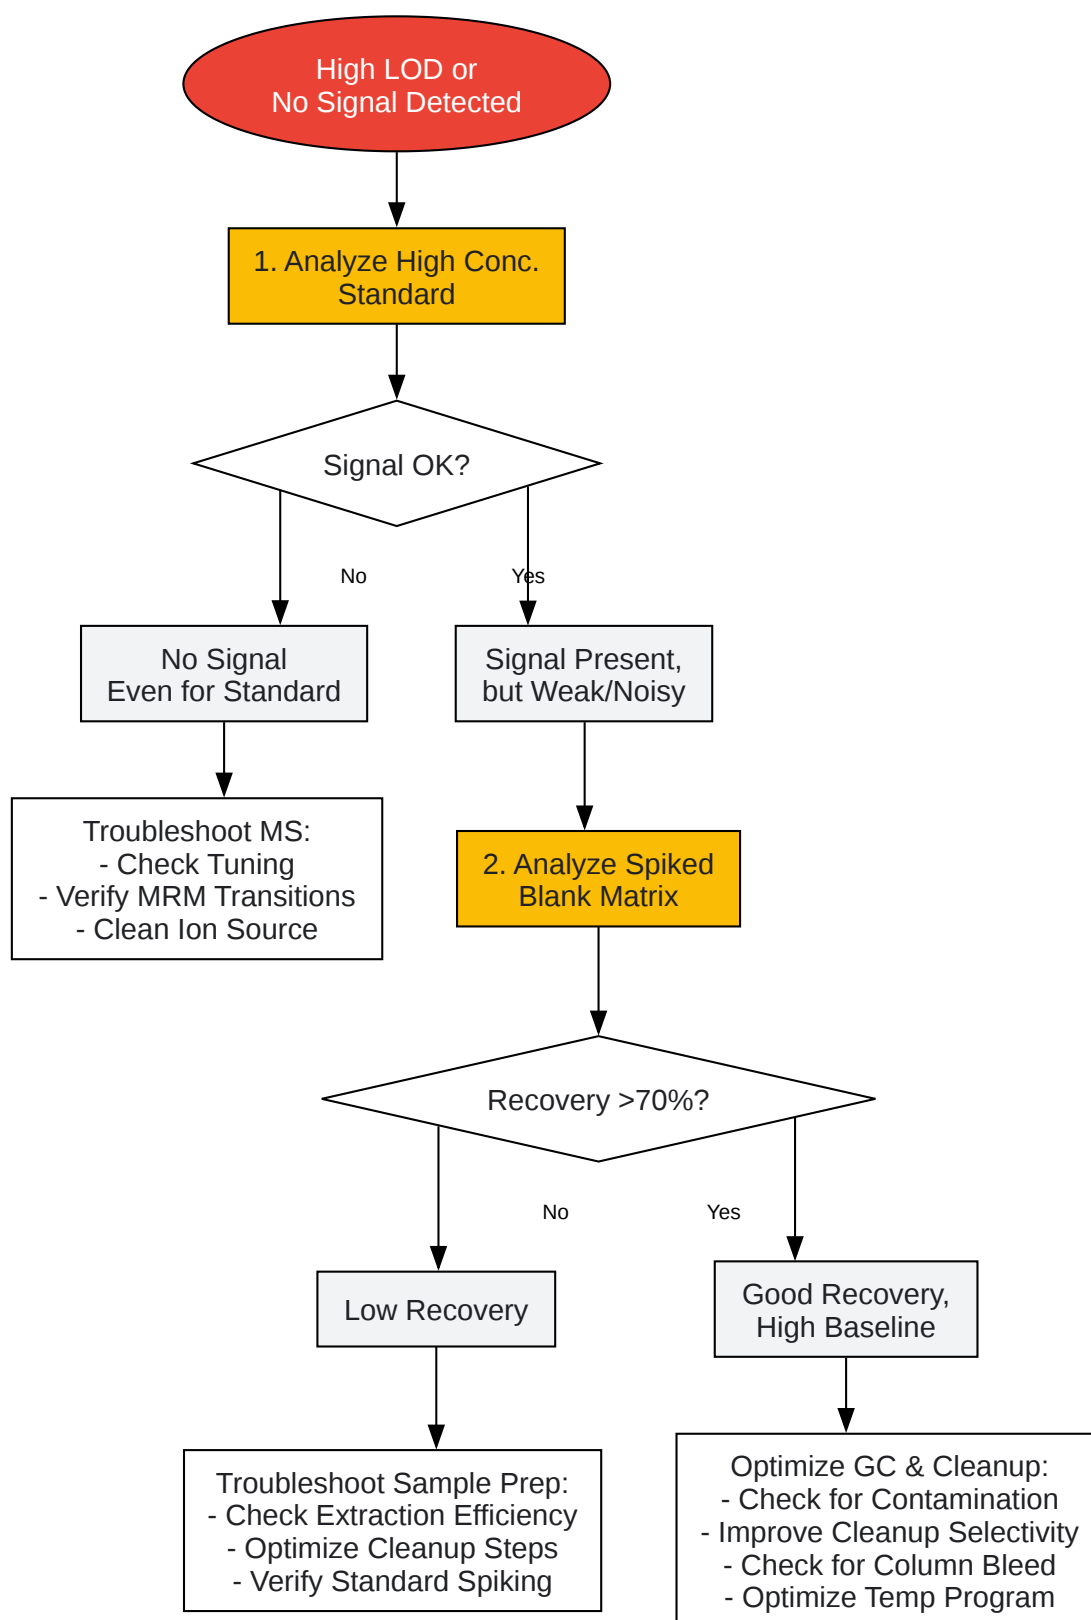 High LOD or
No Signal Detected
1. Analyze High Conc.
Standard
Signal OK?
No
Yes
No Signal
Even for Standard
Signal Present,
but Weak/Noisy
Troubleshoot MS:
- Check Tuning
- Verify MRM Transitions
- Clean Ion Source
2. Analyze Spiked
Blank Matrix
Recovery >70%?
No
Yes
Low Recovery
Good Recovery,
High Baseline
Troubleshoot Sample Prep:
- Check Extraction Efficiency
- Optimize Cleanup Steps
- Verify Standard Spiking
Optimize GC & Cleanup:
- Check for Contamination
- Improve Cleanup Selectivity
- Check for Column Bleed
- Optimize Temp Program